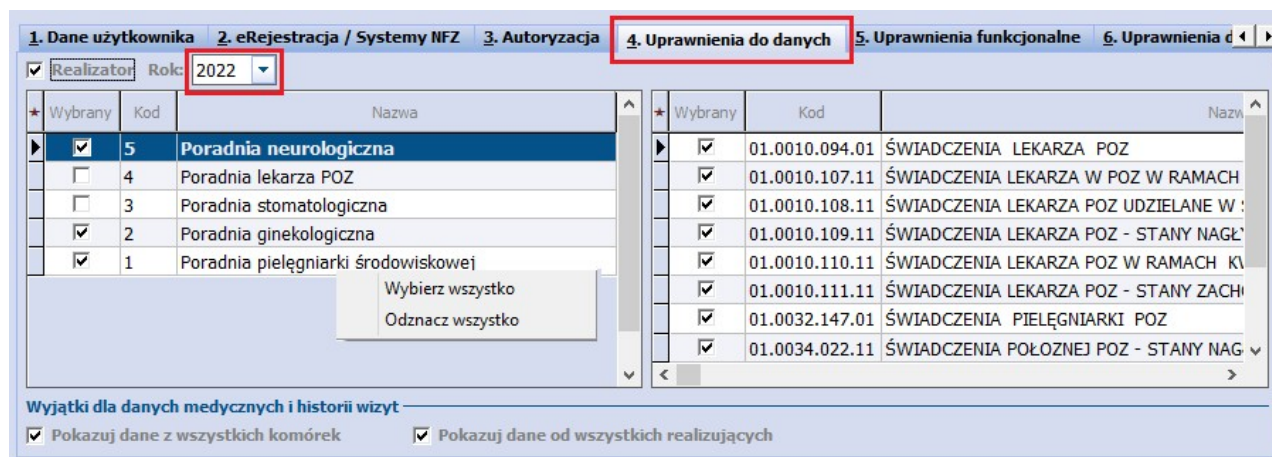 1. Dane użytkownika 2. eRejestracja / Systemy NFZ 3. Autoryzacja 4. Uprawnienia do danych 5. Uprawnienia funkcjonalne 6. Uprawnienia d
Realizator Rok: 2022
Wybrany Kod Nazwa
5 Poradnia neurologiczna
4 Poradnia lekarza POZ
3 Poradnia stomatologiczna
2 Poradnia ginekologiczna
1 Poradnia pielęgniarki środowiskowej
Wybierz wszystko
Odznacz wszystko
Wybrany Kod Nazw
01.0010.094.01 ŚWIADCZENIA LEKARZA POZ
01.0010.107.11 ŚWIADCZENIA LEKARZA W POZ W RAMACH
01.0010.108.11 ŚWIADCZENIA LEKARZA POZ UDZIELANE W
01.0010.109.11 ŚWIADCZENIA LEKARZA POZ - STANY NAGŁ
01.0010.110.11 ŚWIADCZENIA LEKARZA POZ W RAMACH
01.0010.111.11 ŚWIADCZENIA LEKARZA POZ - STANY ZACH
01.0032.147.01 ŚWIADCZENIA PIELĘGNIARKI POZ
01.0034.022.11 ŚWIADCZENIA POŁOZNEJ POZ - STANY NAG
Wyjątki dla danych medycznych i historii wizyt
Pokazuj dane z wszystkich komórek Pokazuj dane od wszystkich realizujących